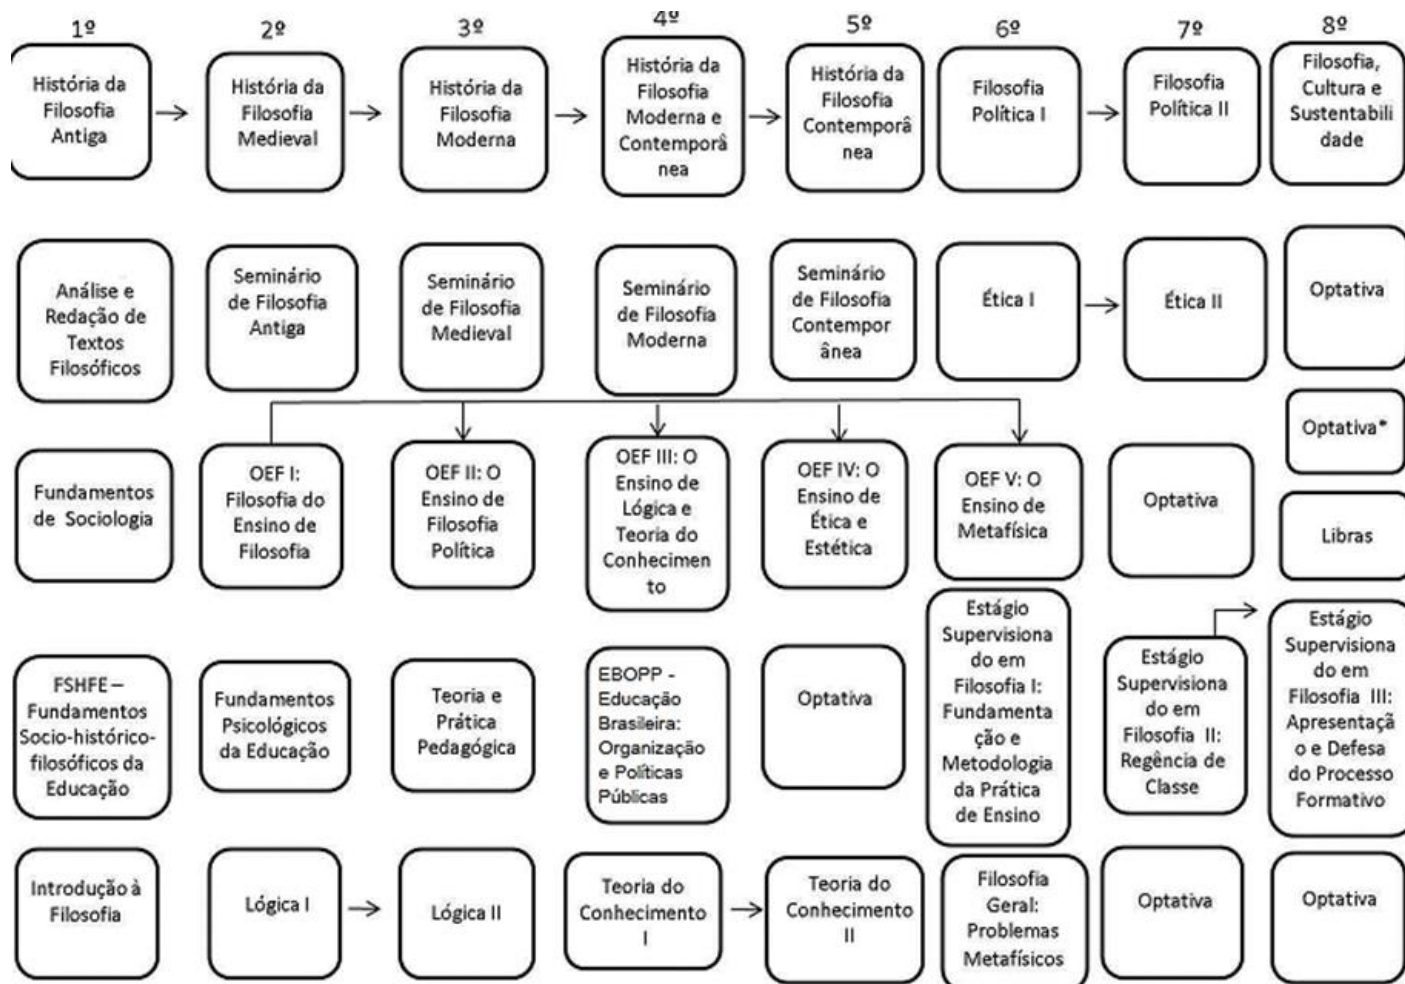 1º
2º
3º
4º
5º
6º
7º
8º
História da
Filosofia
Antiga
História da
Filosofia
Medieval
História da
Filosofia
Moderna
História da
Filosofia
Moderna e
Contemporâ
nea
História da
Filosofia
Contemporâ
nea
Filosofia
Política I
Filosofia
Política II
Filosofia,
Cultura e
Sustentabili
dade
Análise e
Redação de
Textos
Filosóficos
Seminário
de Filosofia
Antiga
Seminário
de Filosofia
Medieval
Seminário
de Filosofia
Moderna
Seminário
de Filosofia
Contempor
ânea
Ética I
Ética II
Optativa
Optativa*
Fundamentos
de Sociologia
OEF I:
Filosofia do
Ensino de
Filosofia
OEF II: O
Ensino de
Filosofia
Política
OEF III: O
Ensino de
Lógica e
Teoria do
Conhecimen
to
OEF IV: O
Ensino de
Ética e
Estética
OEF V: O
Ensino de
Metafísica
Optativa
Libras
FSHFE –
Fundamentos
Socio-histórico-
filosóficos da
Educação
Fundamentos
Psicológicos
da Educação
Teoria e
Prática
Pedagógica
EBOPP -
Educação
Brasileira:
Organização
e Políticas
Públicas
Optativa
Estágio
Supervisiona
do em
Filosofia I:
Fundamenta
ção e
Metodologia
da Prática
de Ensino
Estágio
Supervisiona
do em
Filosofia II:
Regência de
Classe
Estágio
Supervisiona
do em
Filosofia III:
Apresentaçã
o e Defesa
do Processo
Formativo
Introdução à
Filosofia
Lógica I
Lógica II
Teoria do
Conhecimento
I
Teoria do
Conhecimento
II
Filosofia
Geral:
Problemas
Metafísicos
Optativa
Optativa